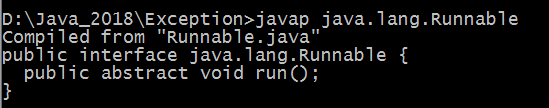 D:\Java_2018\Exception>javap java.lang.Runnable
Compiled from "Runnable.java"
public interface java.lang.Runnable {
  public abstract void run();
}